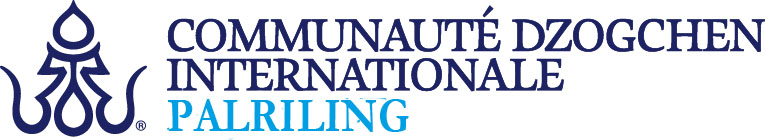 COMMUNAUTÉ DZOGCHEN
INTERNATIONALE
PALRILING
®